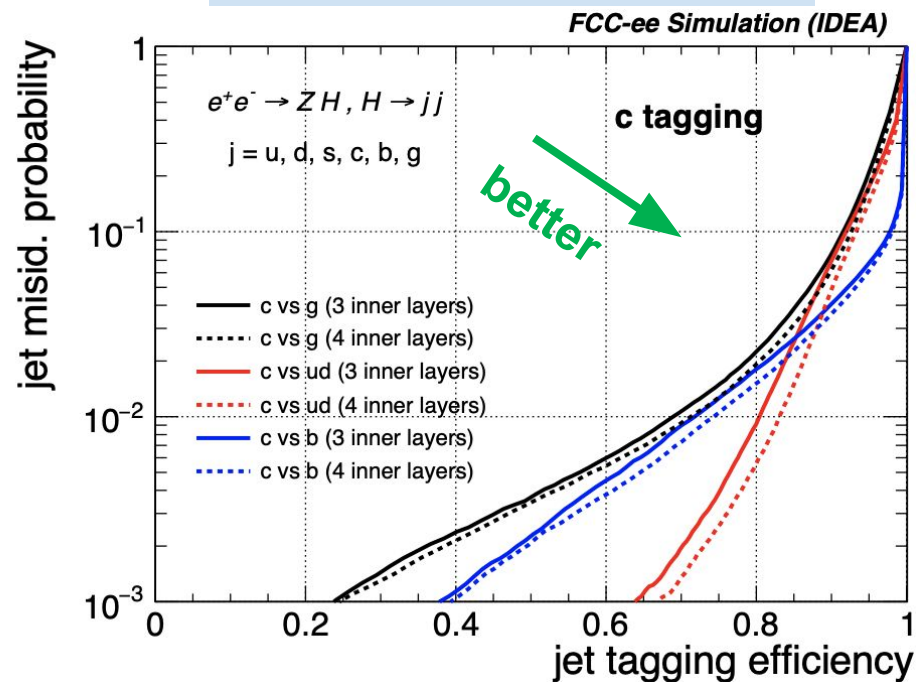 FCC-ee Simulation (IDEA)
jet misid. probability
1
10⁻¹
10⁻²
10⁻³
e⁺e⁻ → Z H , H → j j
j = u, d, s, c, b, g
c tagging
better
c vs g (3 inner layers)
c vs g (4 inner layers)
c vs ud (3 inner layers)
c vs ud (4 inner layers)
c vs b (3 inner layers)
c vs b (4 inner layers)
0 0.2 0.4 0.6 0.8 1
jet tagging efficiency